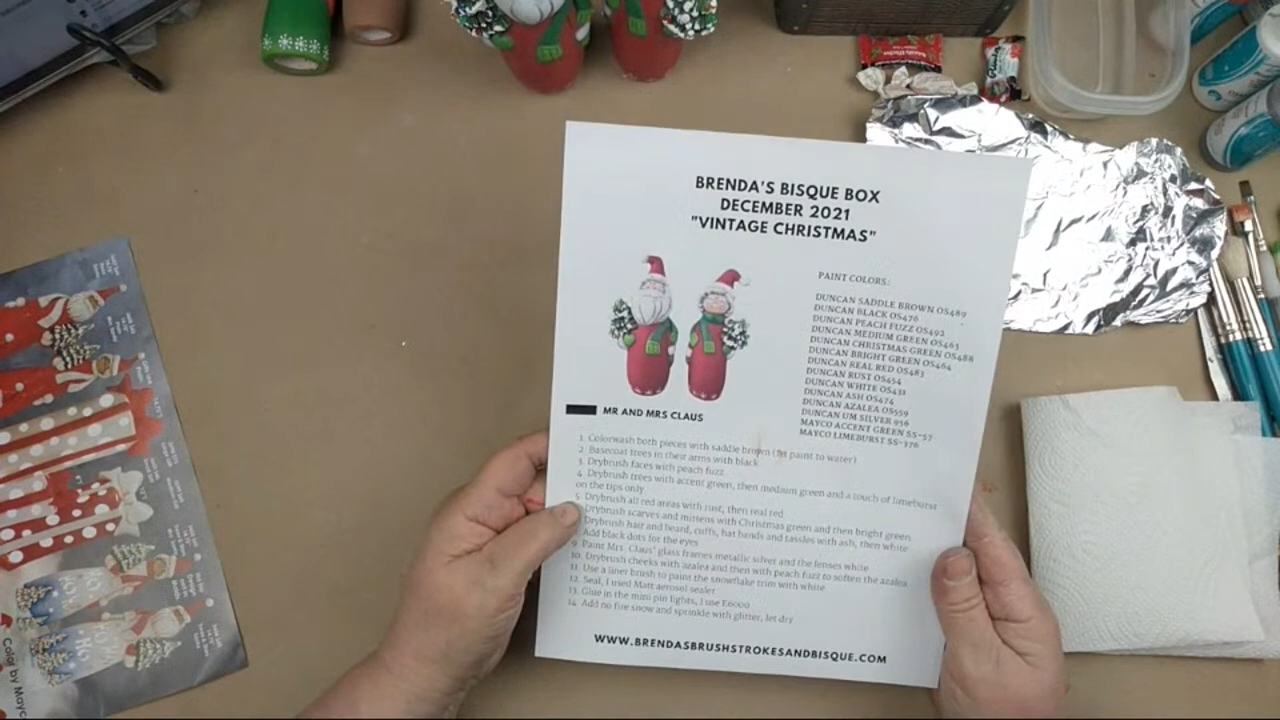 BRENDA'S BISQUE BOX
DECEMBER 2021
"VINTAGE CHRISTMAS"
PAINT COLORS:
DUNCAN SADDLE BROWN OS489
DUNCAN BLACK OS476
DUNCAN PEACH FUZZ OS492
DUNCAN MEDIUM GREEN OS463
DUNCAN CHRISTMAS GREEN OS488
DUNCAN BRIGHT GREEN OS464
DUNCAN REAL RED OS483
DUNCAN RUST OS454
DUNCAN WHITE OS431
DUNCAN ASH OS474
DUNCAN AZALEA OS559
DUNCAN UM SILVER 956
MAYCO ACCENT GREEN SS-57
MAYCO LIMEBURST SS-376
MR AND MRS CLAUS
1. Colorwash both pieces with saddle brown paint to water)
2. Basecoat trees in their arms with black
3. Drybrush faces with peach fuzz
4. Drybrush trees with accent green, then medium green and a touch of limeburst
on the tips only
5. Drybrush all red areas with rust, then real red
Drybrush scarves and mittens with Christmas green and then bright green
Drybrush hair and beard, cuffs, hat bands and tassles with ash, then white
Add black dots for the eyes
9. Paint Mrs. Claus' glass frames metallic silver and the lenses white
10. Drybrush cheeks with azalea and then with peach fuzz to soften the azalea
11. Use a liner brush to paint the snowflake trim with white
12. Seal, I used Matt aerosol sealer
13. Glue in the mini pin lights, I use E6000
14. Add no fire snow and sprinkle with glitter, let dry
WWW.BRENDASBRUSHSTROKESANDBISQUE.COM
Color by Mayc